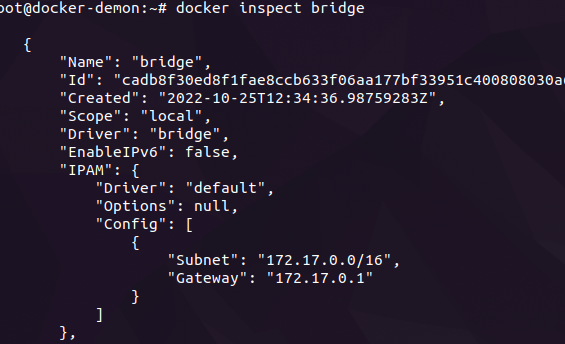 oot@docker-demon:~# docker inspect bridge
{
"Name": "bridge",
"Id": "cadb8f30ed8f1fae8ccb633f06aa177bf33951c400808030a
"Created": "2022-10-25T12:34:36.98759283Z",
"Scope": "local",
"Driver": "bridge",
"EnableIPv6": false,
"IPAM": {
"Driver": "default",
"Options": null,
"Config": [
{
"Subnet": "172.17.0.0/16",
"Gateway": "172.17.0.1"
}
]
},